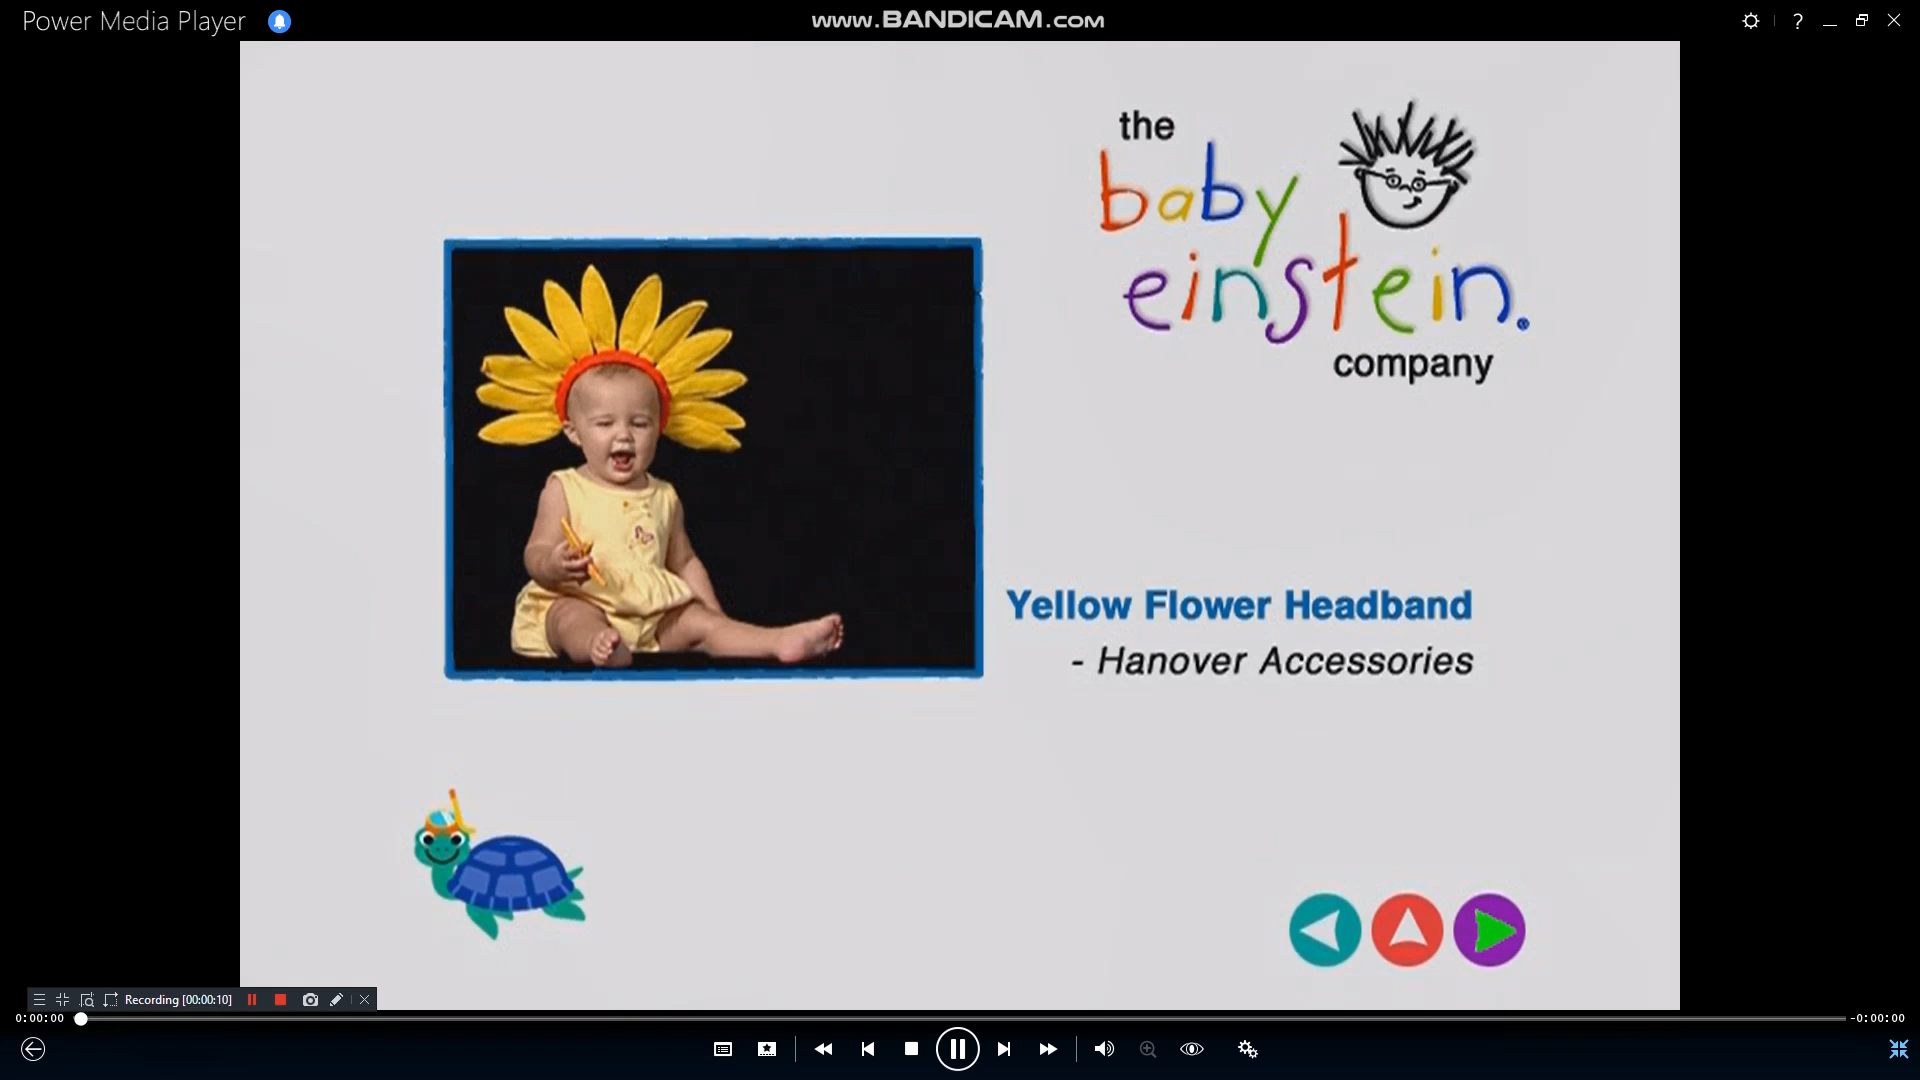 Power Media Player
www.BANDICAM.com
the
baby
einstein.
company
Yellow Flower Headband
- Hanover Accessories
Recording [00:00:10]
0:00:00
-0:00:00